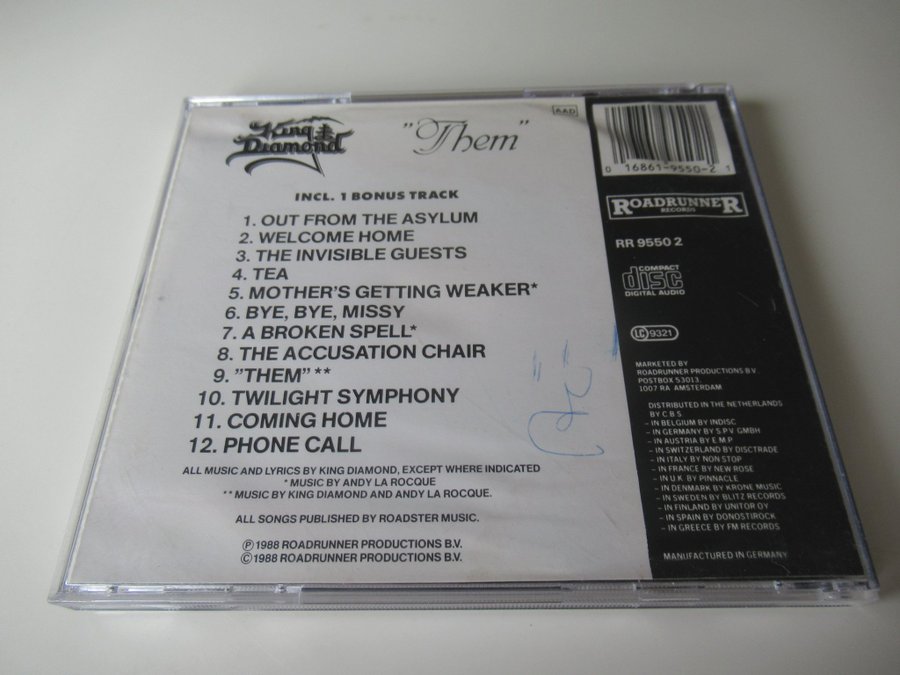 King Diamond
"Them"
AAD
INCL. 1 BONUS TRACK
1. OUT FROM THE ASYLUM
2. WELCOME HOME
3. THE INVISIBLE GUESTS
4. TEA
5. MOTHER'S GETTING WEAKER*
6. BYE, BYE, MISSY
7. A BROKEN SPELL*
8. THE ACCUSATION CHAIR
9. "THEM"**
10. TWILIGHT SYMPHONY
11. COMING HOME
12. PHONE CALL
ALL MUSIC AND LYRICS BY KING DIAMOND, EXCEPT WHERE INDICATED
* MUSIC BY ANDY LA ROCQUE
** MUSIC BY KING DIAMOND AND ANDY LA ROCQUE.
ALL SONGS PUBLISHED BY ROADSTER MUSIC.
Ⓟ 1988 ROADRUNNER PRODUCTIONS B.V.
© 1988 ROADRUNNER PRODUCTIONS B.V.
0 16861-9550-2 1
ROADRUNNER
RECORDS
RR 9550 2
COMPACT
disc
DIGITAL AUDIO
LC 9321
MARKETED BY
ROADRUNNER PRODUCTIONS B.V.
POSTBOX 53013
1007 RA AMSTERDAM
DISTRIBUTED IN THE NETHERLANDS
BY C.B.S.
– IN BELGIUM BY INDISC
– IN GERMANY BY S.P.V. GMBH
– IN AUSTRIA BY E.M.P
– IN SWITZERLAND BY DISCTRADE
– IN ITALY BY NON STOP
– IN FRANCE BY NEW ROSE
– IN U.K. BY PINNACLE
– IN DENMARK BY KRONE MUSIC
– IN SWEDEN BY BLITZ RECORDS
– IN FINLAND BY UNITOR OY
– IN SPAIN BY DONOSTIROCK
– IN GREECE BY FM RECORDS
MANUFACTURED IN GERMANY